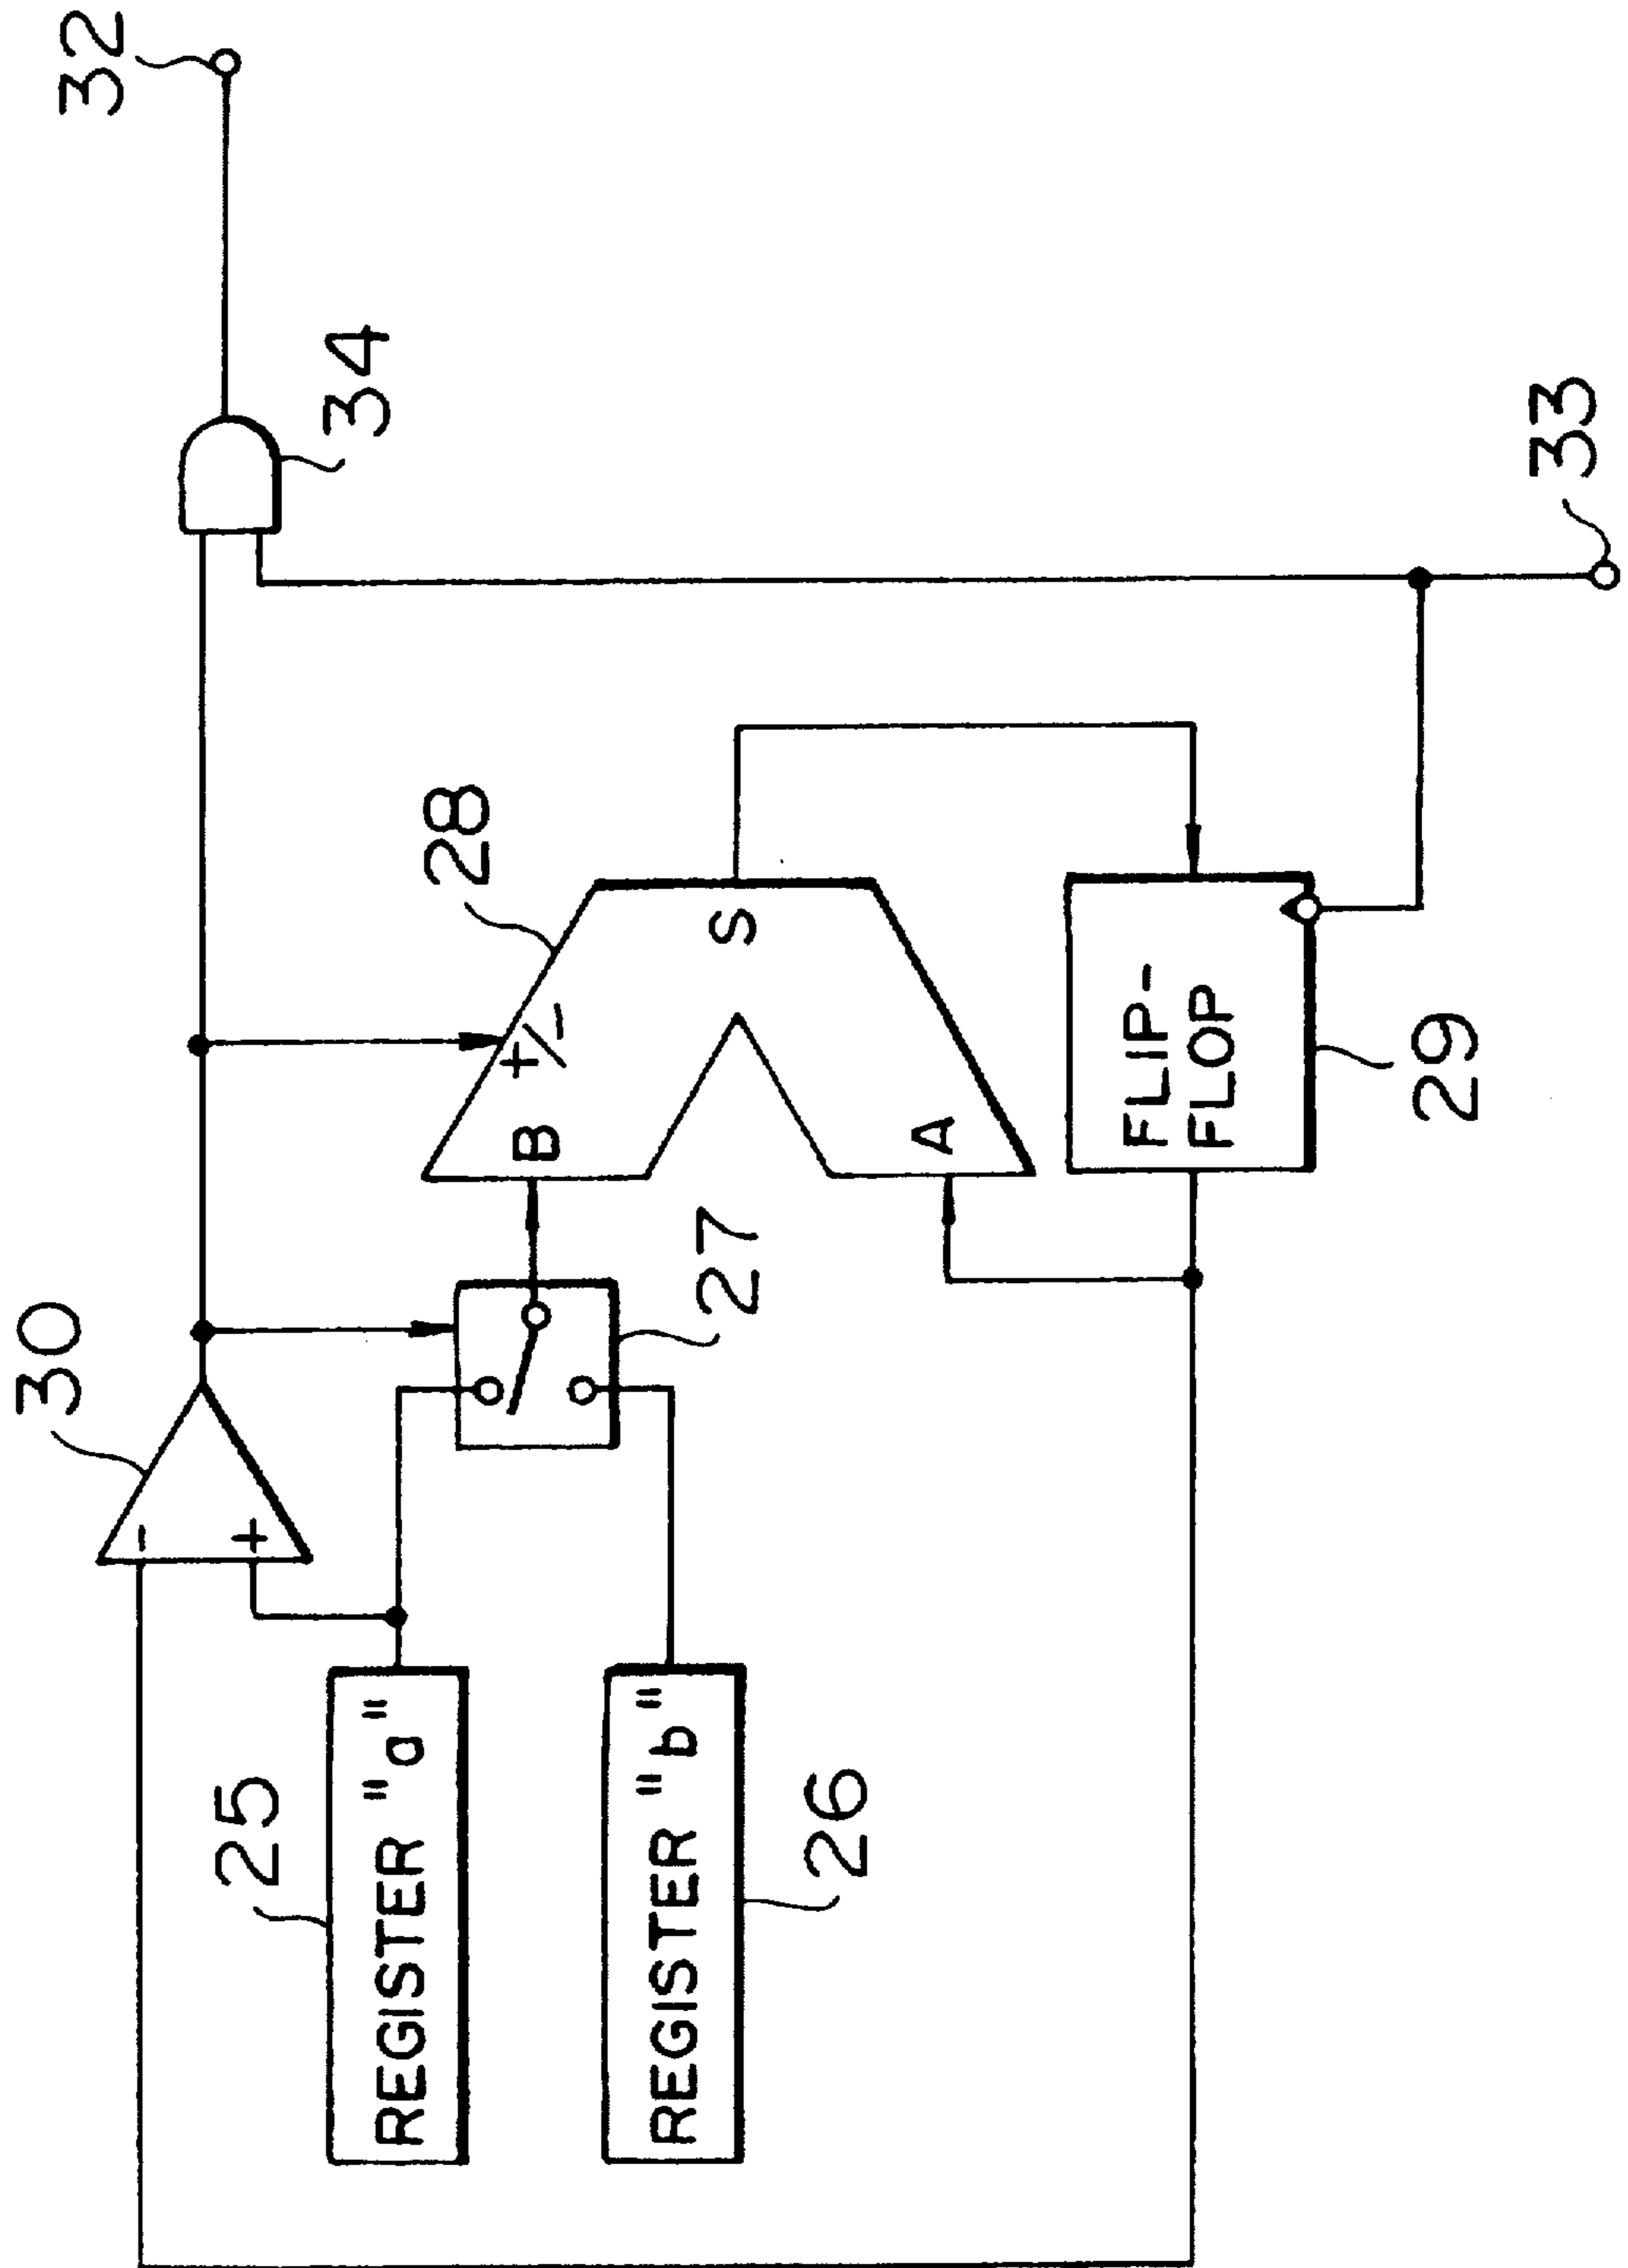 32
34
30
-
+
28
+/-
25
REGISTER "a"
27
B
S
REGISTER "b"
26
A
FLIP-
FLOP
29
33